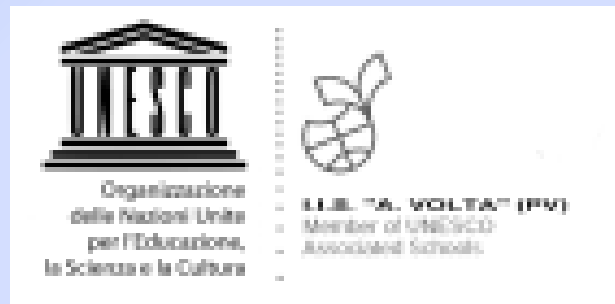 UNESCO
Organizzazione
delle Nazioni Unite
per l'Educazione,
la Scienza e la Cultura
I.I.S. "A. VOLTA" (PV)
Member of UNESCO
Associated Schools